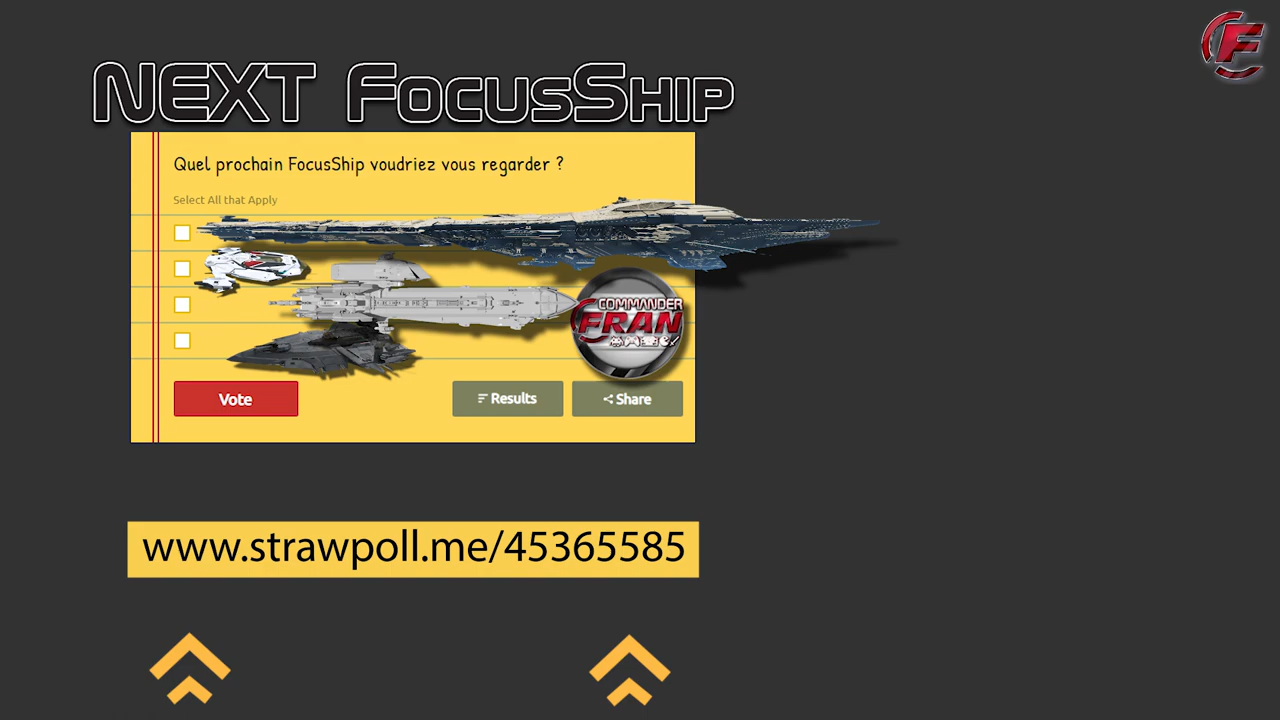 NEXT FOCUSSHIP
Quel prochain FocusShip voudriez vous regarder ?
Select All that Apply
COMMANDER
FRAN
Vote
Results
Share
www.strawpoll.me/45365585
F